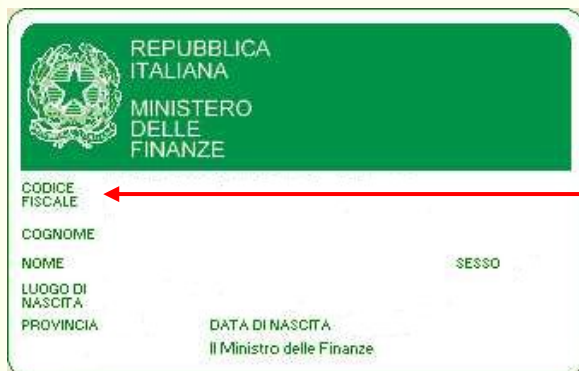 REPUBBLICA
ITALIANA
MINISTERO
DELLE
FINANZE
CODICE
FISCALE
COGNOME
NOME
SESSO
LUOGO DI
NASCITA
PROVINCIA
DATA DI NASCITA
Il Ministro delle Finanze